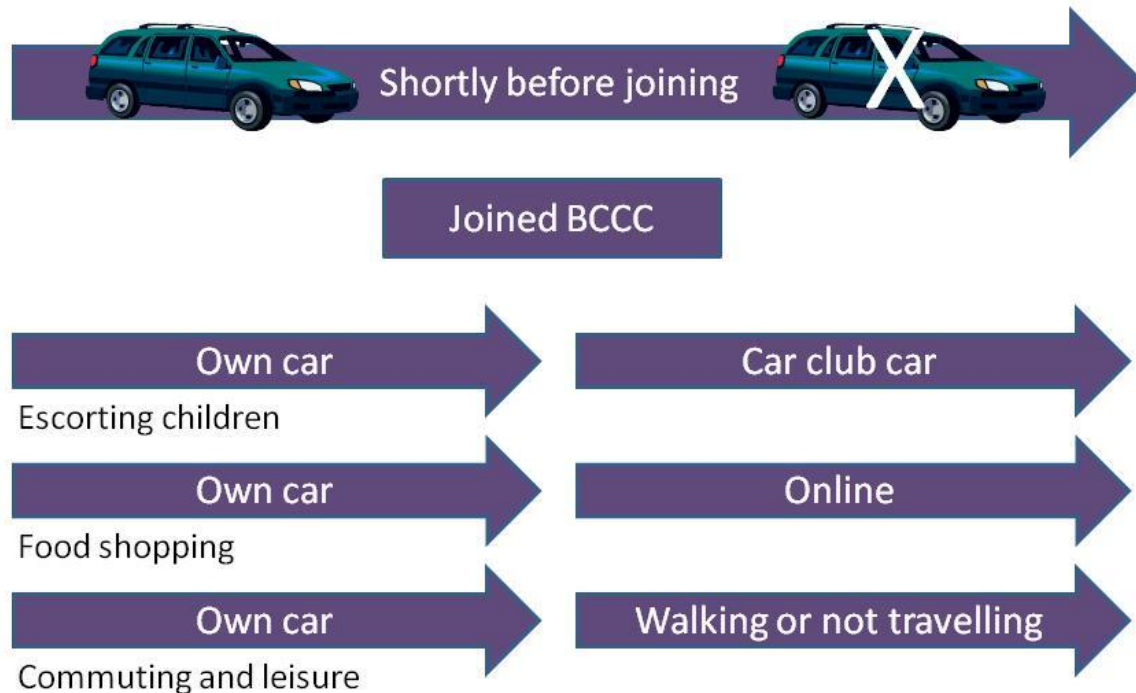 Shortly before joining
Joined BCCC
Own car
Car club car
Escorting children
Own car
Online
Food shopping
Own car
Walking or not travelling
Commuting and leisure